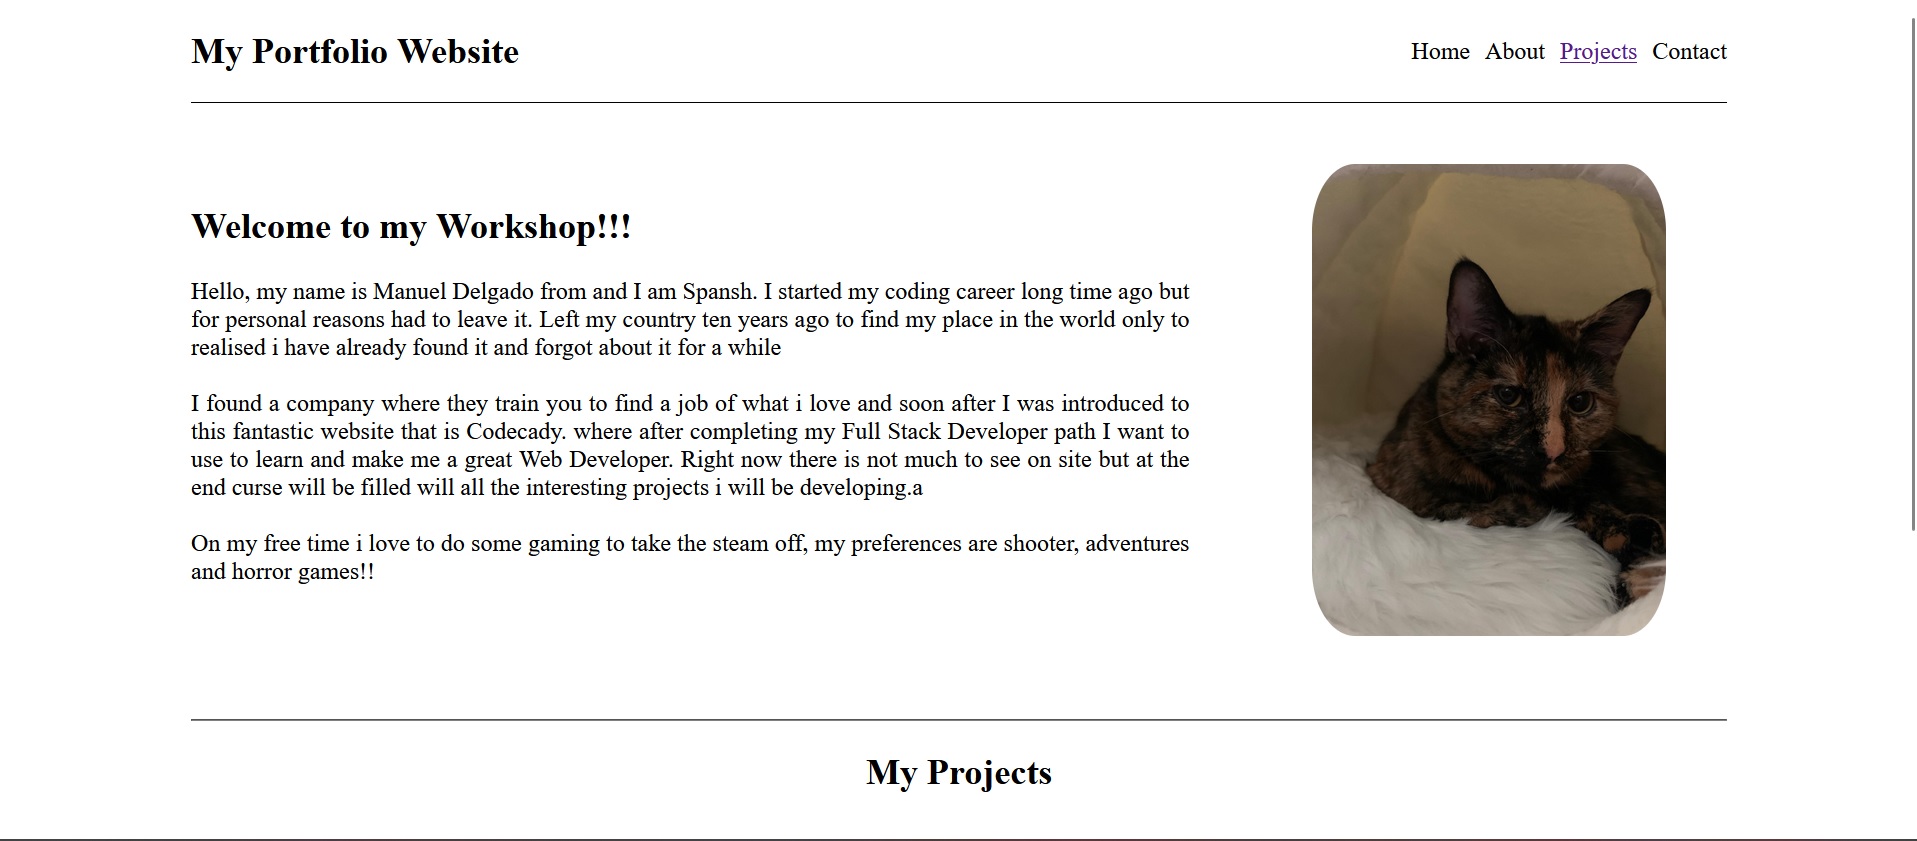 My Portfolio Website
Home About Projects Contact
Welcome to my Workshop!!!
Hello, my name is Manuel Delgado from and I am Spansh. I started my coding career long time ago but
for personal reasons had to leave it. Left my country ten years ago to find my place in the world only to
realised i have already found it and forgot about it for a while
I found a company where they train you to find a job of what i love and soon after I was introduced to
this fantastic website that is Codecady. where after completing my Full Stack Developer path I want to
use to learn and make me a great Web Developer. Right now there is not much to see on site but at the
end curse will be filled will all the interesting projects i will be developing.a
On my free time i love to do some gaming to take the steam off, my preferences are shooter, adventures
and horror games!!
My Projects